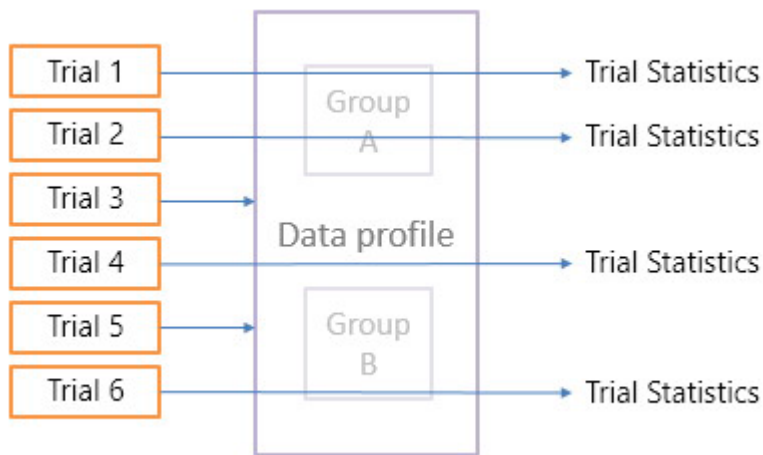 Trial 1
Trial Statistics
Group
A
Trial 2
Trial Statistics
Trial 3
Data profile
Trial 4
Trial Statistics
Trial 5
Group
B
Trial 6
Trial Statistics